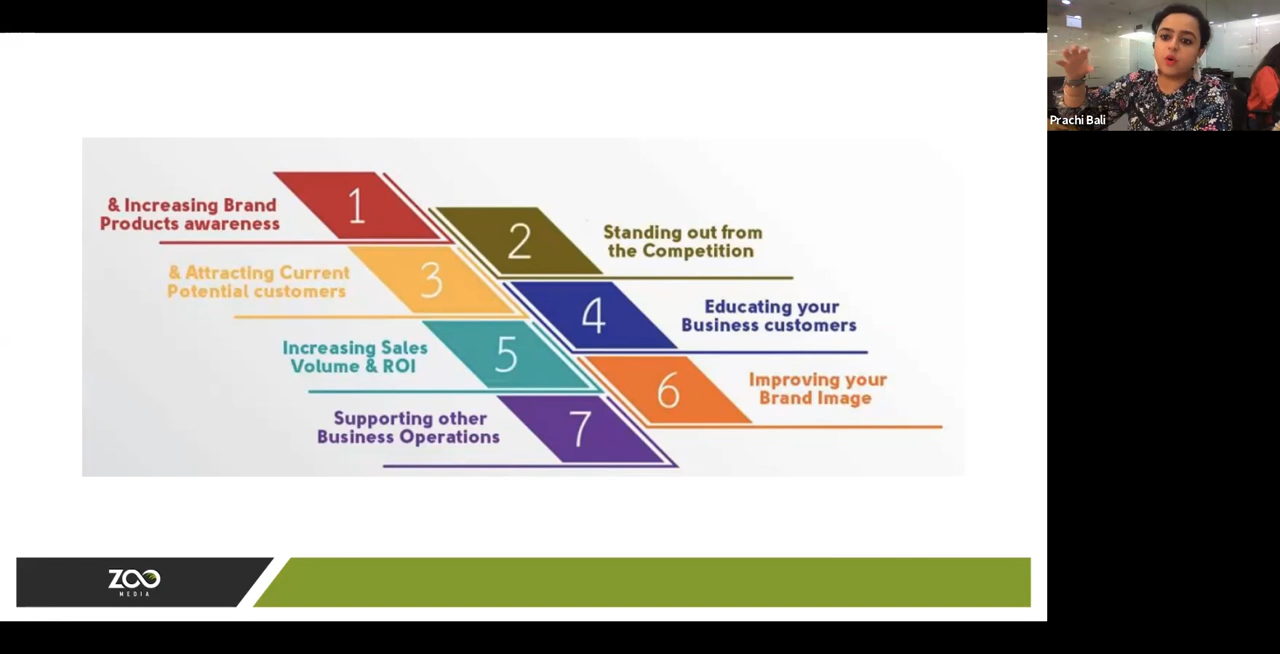 Prachi Bali
1
& Increasing Brand
Products awareness
2
Standing out from
the Competition
3
& Attracting Current
Potential customers
4
Educating your
Business customers
5
Increasing Sales
Volume & ROI
6
Improving your
Brand Image
7
Supporting other
Business Operations
ZOO
MEDIA